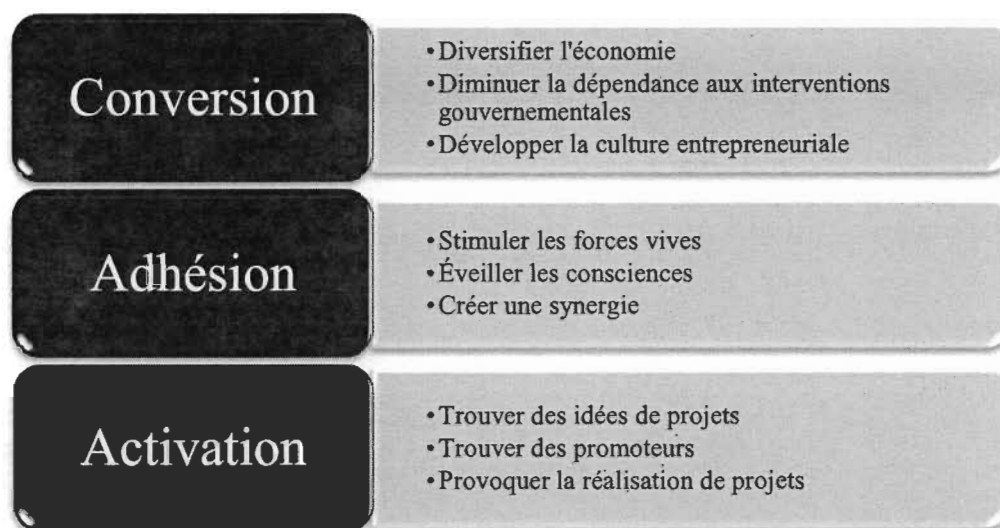 Conversion
•Diversifier l'économie
•Diminuer la dépendance aux interventions
gouvernementales
•Développer la culture entrepreneuriale
Adhésion
•Stimuler les forces vives
•Éveiller les consciences
•Créer une synergie
Activation
•Trouver des idées de projets
•Trouver des promoteurs
•Provoquer la réalisation de projets